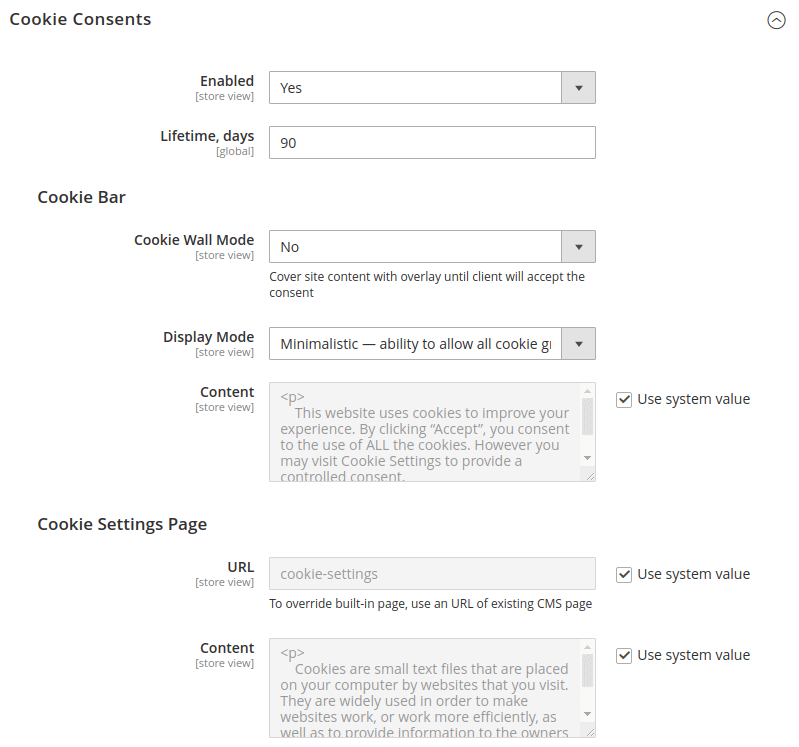 Cookie Consents
Enabled
[store view]
Yes
Lifetime, days
[global]
90
Cookie Bar
Cookie Wall Mode
[store view]
No
Cover site content with overlay until client will accept the
consent
Display Mode
[store view]
Minimalistic — ability to allow all cookie gr
Content
[store view]
<p>
This website uses cookies to improve your
experience. By clicking “Accept”, you consent
to the use of ALL the cookies. However you
may visit Cookie Settings to provide a
controlled consent.
Use system value
Cookie Settings Page
URL
[store view]
cookie-settings
Use system value
To override built-in page, use an URL of existing CMS page
Content
[store view]
<p>
Cookies are small text files that are placed
on your computer by websites that you visit.
They are widely used in order to make
websites work, or work more efficiently, as
well as to provide information to the owners
Use system value